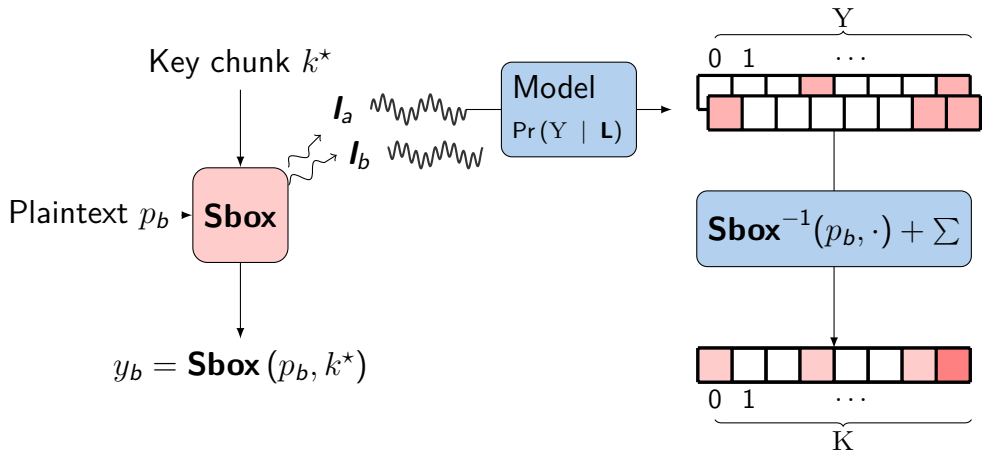 Key chunk k⋆
Plaintext p_b
Sbox
y_b = Sbox (p_b, k⋆)
l_a
l_b
Model
Pr (Y | L)
Y
0 1 ⋯
Sbox⁻¹(p_b, ·) + ∑
0 1 ⋯
K